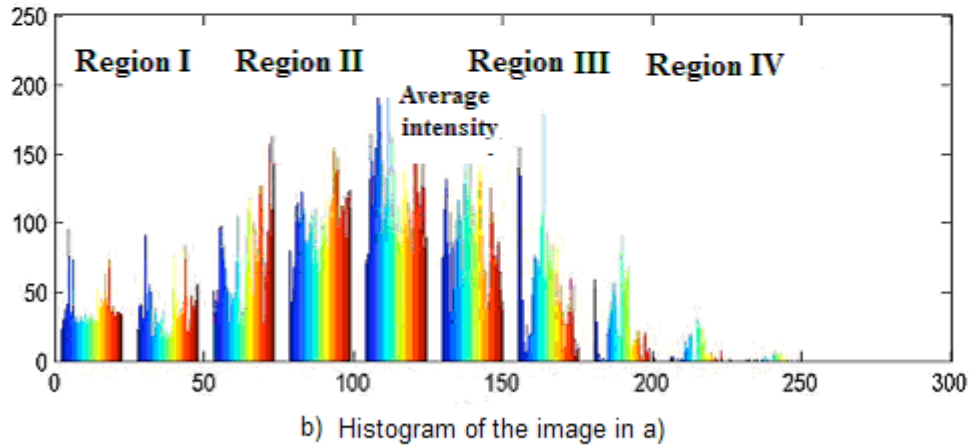 250
Region I Region II Region III Region IV
200
Average
intensity
150
100
50
0
0 50 100 150 200 250 300
b) Histogram of the image in a)